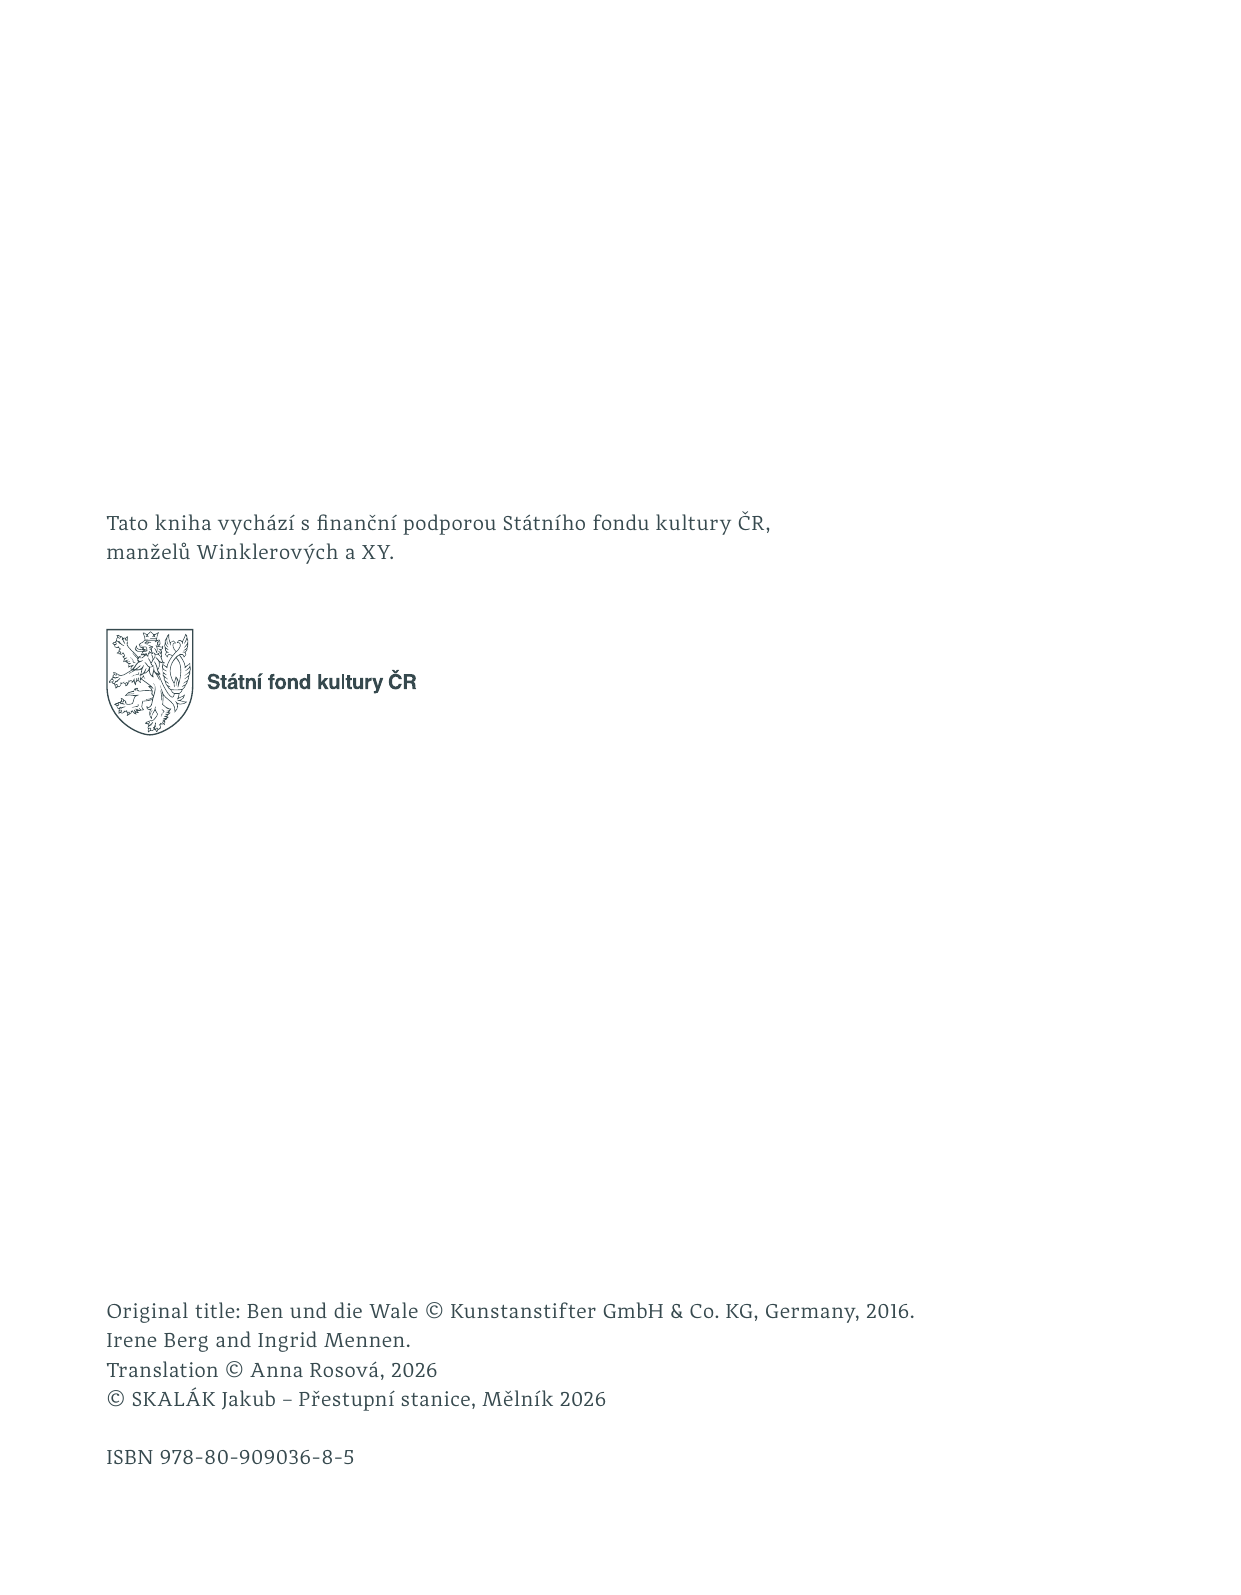 Tato kniha vychází s finanční podporou Státního fondu kultury ČR,
manželů Winklerových a XY.
Státní fond kultury ČR
Original title: Ben und die Wale © Kunstanstifter GmbH & Co. KG, Germany, 2016.
Irene Berg and Ingrid Mennen.
Translation © Anna Rosová, 2026
© SKALÁK Jakub – Přestupní stanice, Mělník 2026
ISBN 978-80-909036-8-5